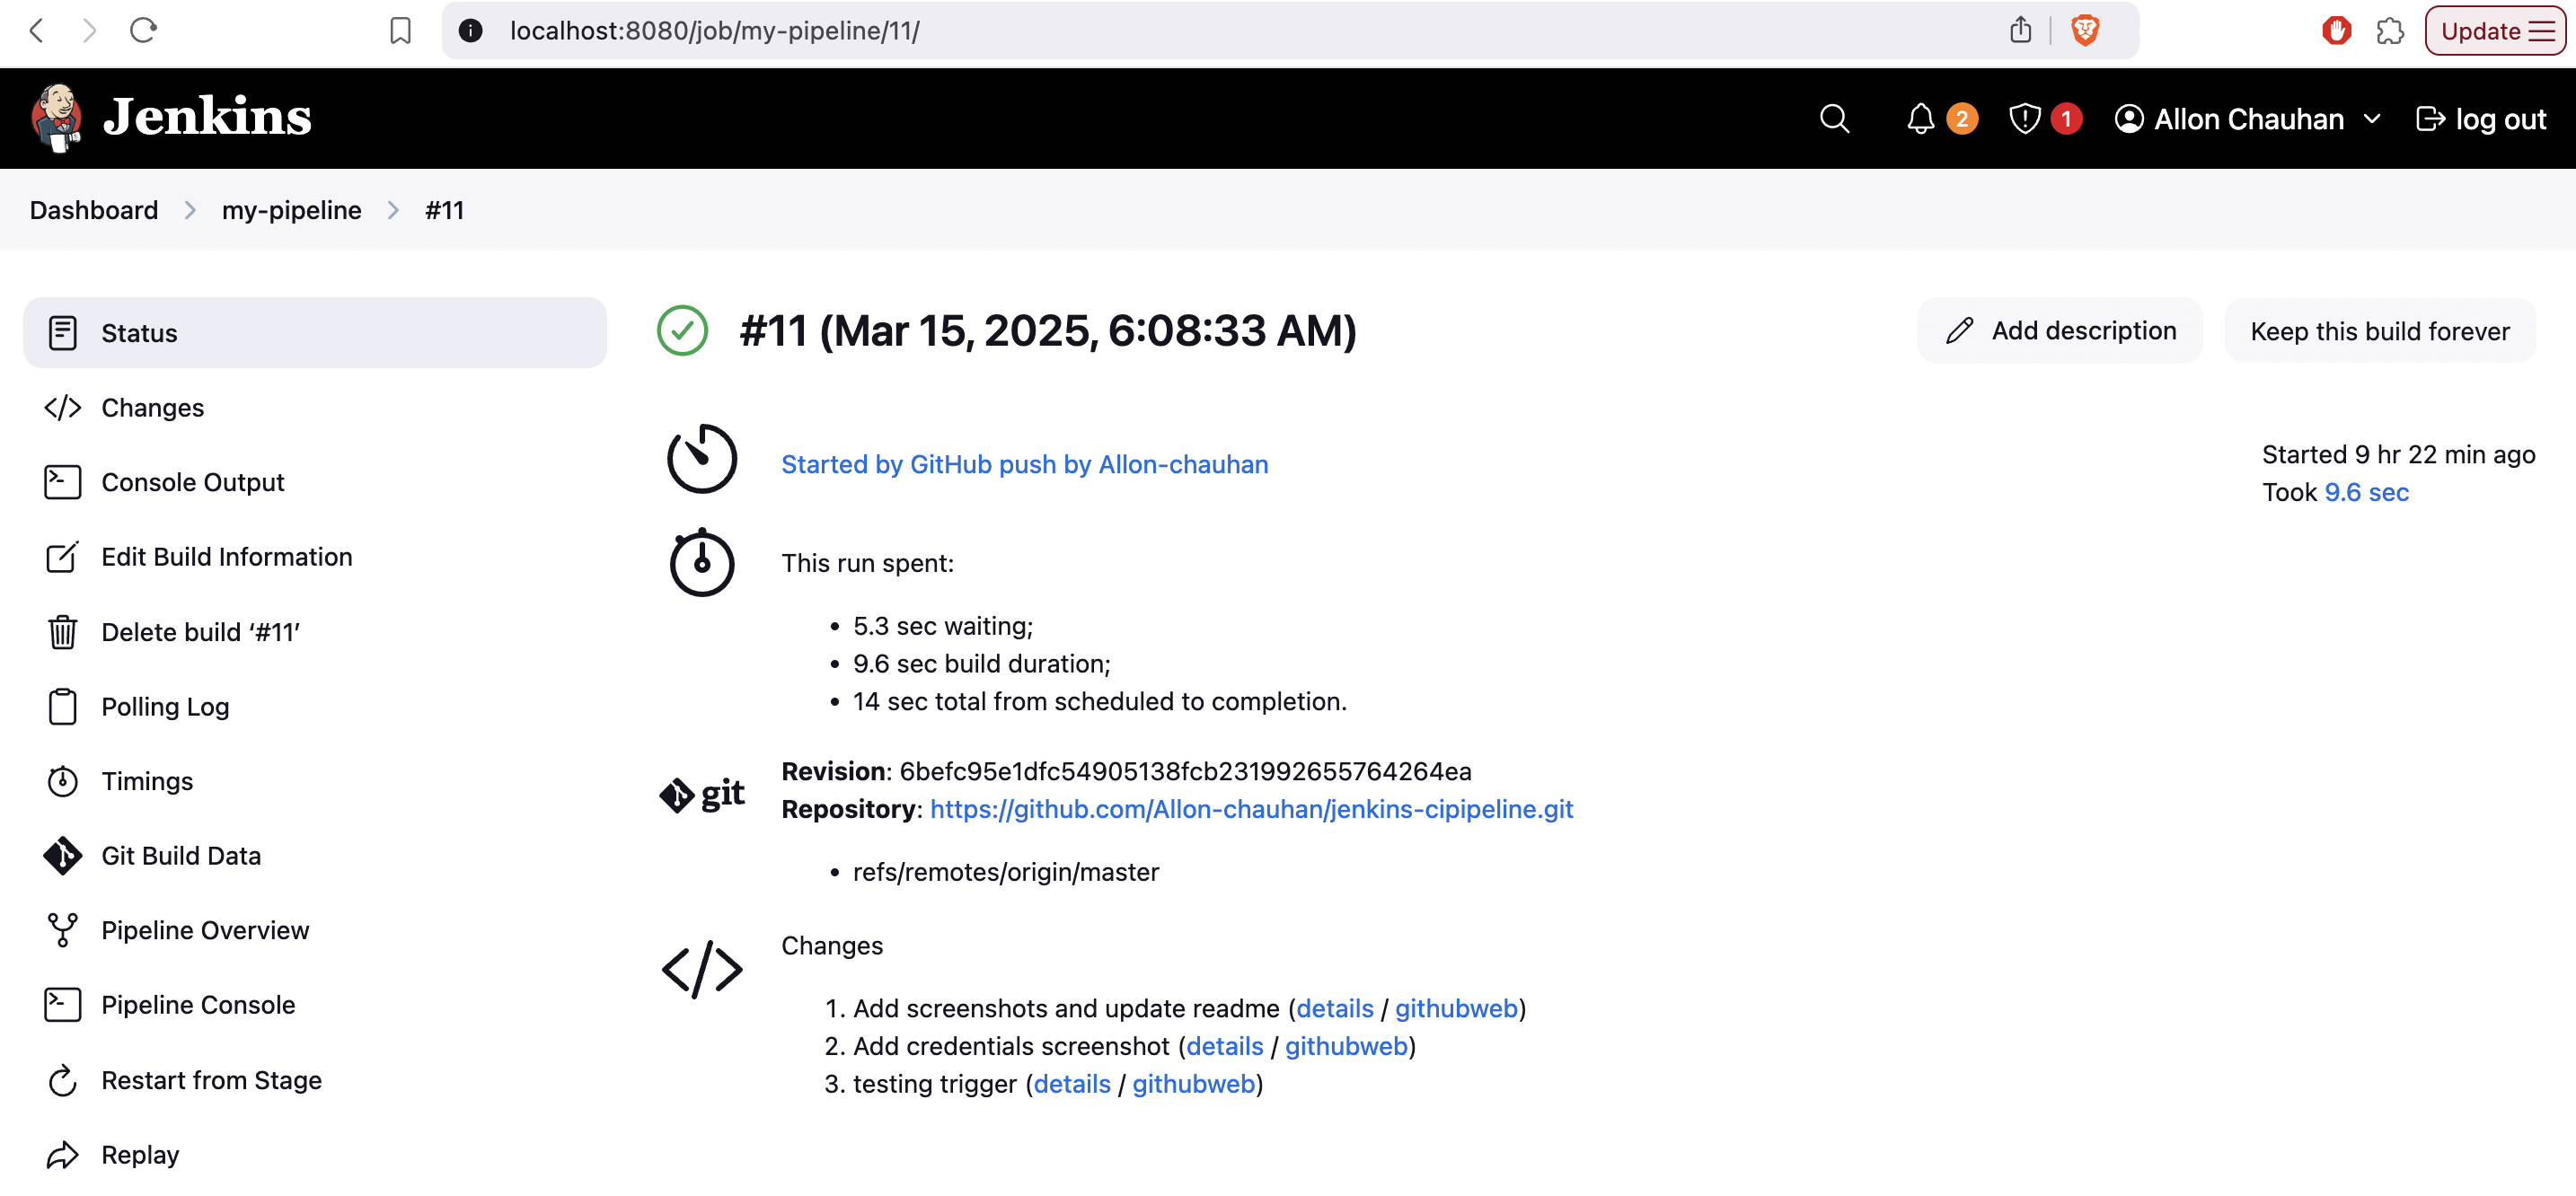 localhost:8080/job/my-pipeline/11/
Update
Jenkins
2
1
Allon Chauhan
log out
Dashboard
my-pipeline
#11
Status
Changes
Console Output
Edit Build Information
Delete build ‘#11’
Polling Log
Timings
Git Build Data
Pipeline Overview
Pipeline Console
Restart from Stage
Replay
#11 (Mar 15, 2025, 6:08:33 AM)
Add description
Keep this build forever
Started by GitHub push by Allon-chauhan
Started 9 hr 22 min ago
Took 9.6 sec
This run spent:
• 5.3 sec waiting;
• 9.6 sec build duration;
• 14 sec total from scheduled to completion.
git
Revision: 6befc95e1dfc54905138fcb231992655764264ea
Repository: https://github.com/Allon-chauhan/jenkins-cipipeline.git
• refs/remotes/origin/master
Changes
1. Add screenshots and update readme (details / githubweb)
2. Add credentials screenshot (details / githubweb)
3. testing trigger (details / githubweb)